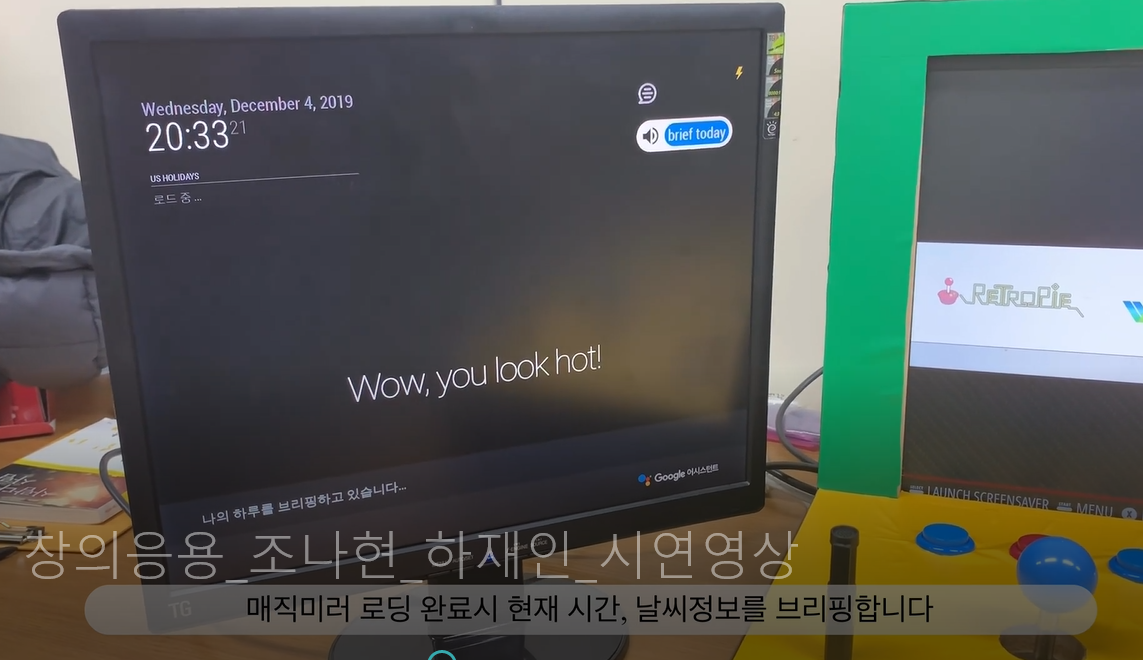 Wednesday, December 4, 2019
20:33 21
US HOLIDAYS
로드 중 ...
brief today
Wow, you look hot!
나의 하루를 브리핑하고 있습니다...
Google 어시스턴트
RETROPIE
LAUNCH SCREENSAVER
MENU
창의응용_조나현_하재인_시연영상
TG
매직미러 로딩 완료시 현재 시간, 날씨정보를 브리핑합니다